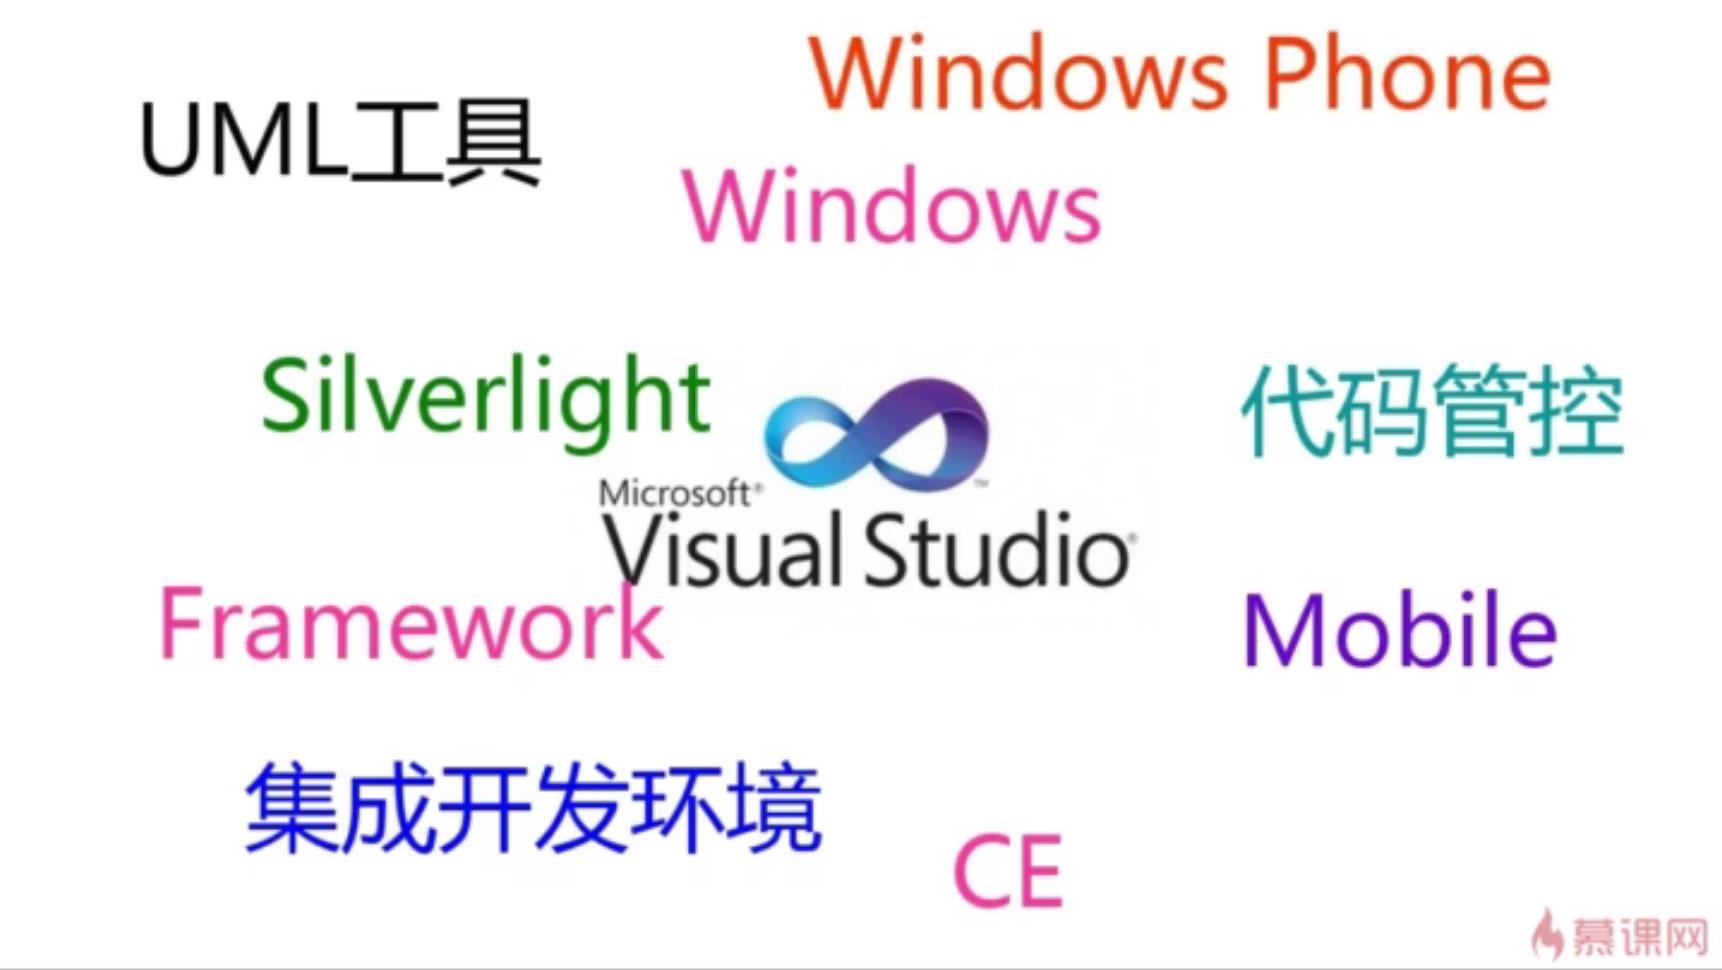 Windows Phone
UML工具
Windows
Silverlight
代码管控
Microsoft®
Visual Studio®
™
Framework
Mobile
集成开发环境
CE
慕课网